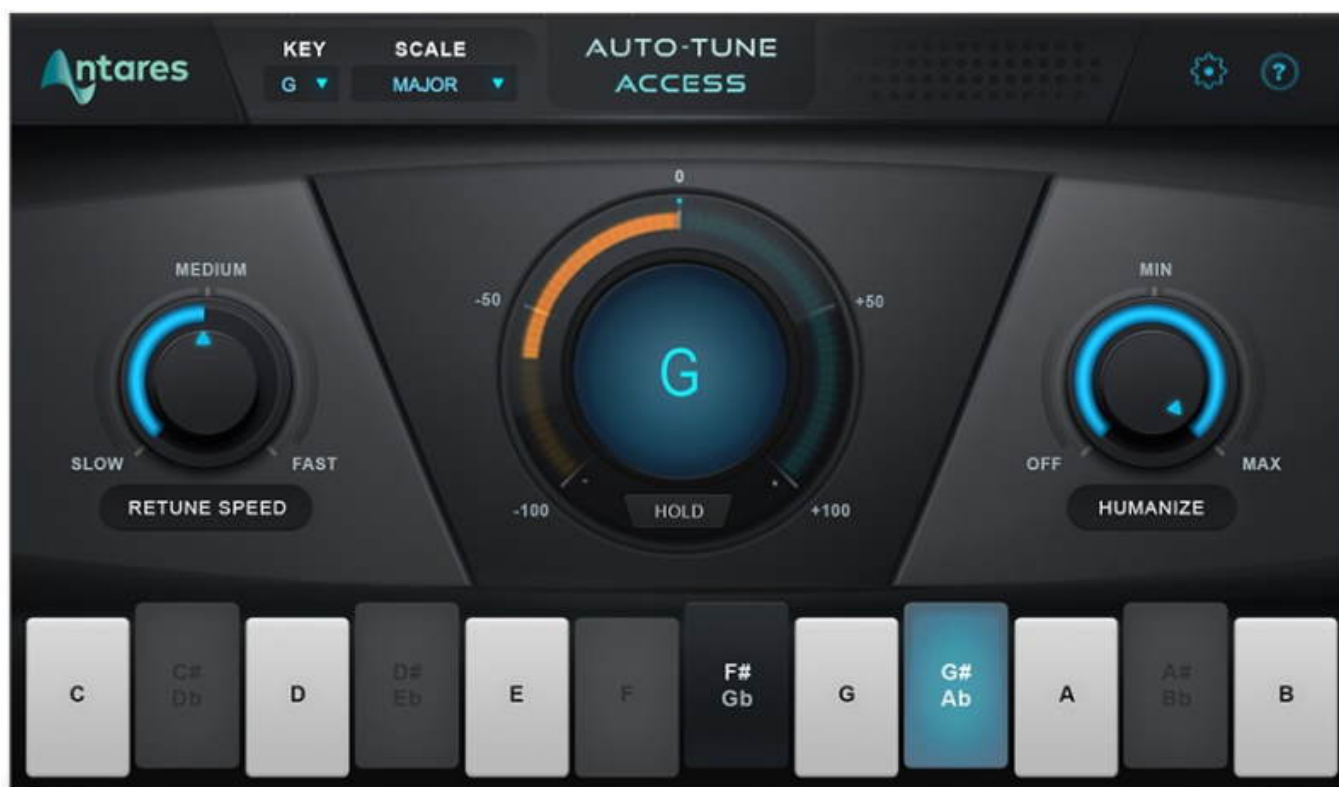 Antares
KEY
SCALE
G
MAJOR
AUTO-TUNE
ACCESS
?
0
-50
+50
-100
+100
G
-
HOLD
MEDIUM
SLOW
FAST
RETUNE SPEED
MIN
OFF
MAX
HUMANIZE
C
C#
Db
D
D#
Eb
E
F
F#
Gb
G
G#
Ab
A
A#
Bb
B